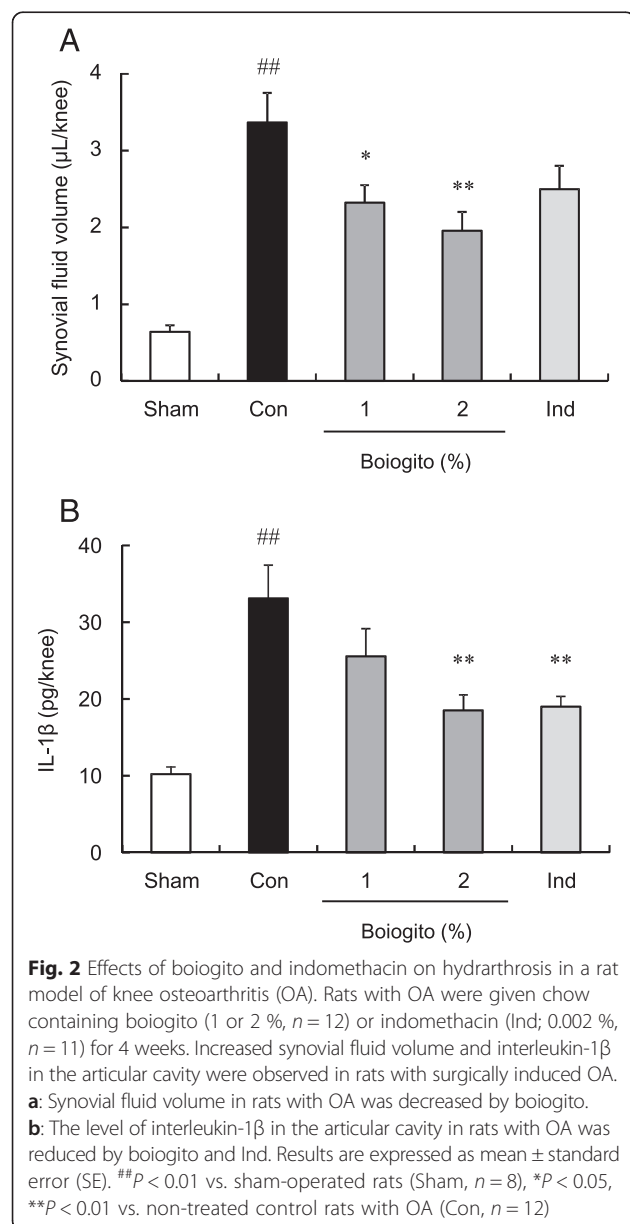 A
Synovial fluid volume (µL/knee)
4
3
2
1
0
##
*
**
Sham Con 1 2 Ind
Boiogito (%)
B
IL-1β (pg/knee)
40
30
20
10
0
##
**
**
Sham Con 1 2 Ind
Boiogito (%)
Fig. 2 Effects of boiogito and indomethacin on hydrarthrosis in a rat
model of knee osteoarthritis (OA). Rats with OA were given chow
containing boiogito (1 or 2 %, n = 12) or indomethacin (Ind; 0.002 %,
n = 11) for 4 weeks. Increased synovial fluid volume and interleukin-1β
in the articular cavity were observed in rats with surgically induced OA.
a: Synovial fluid volume in rats with OA was decreased by boiogito.
b: The level of interleukin-1β in the articular cavity in rats with OA was
reduced by boiogito and Ind. Results are expressed as mean ± standard
error (SE). ##P < 0.01 vs. sham-operated rats (Sham, n = 8), *P < 0.05,
**P < 0.01 vs. non-treated control rats with OA (Con, n = 12)